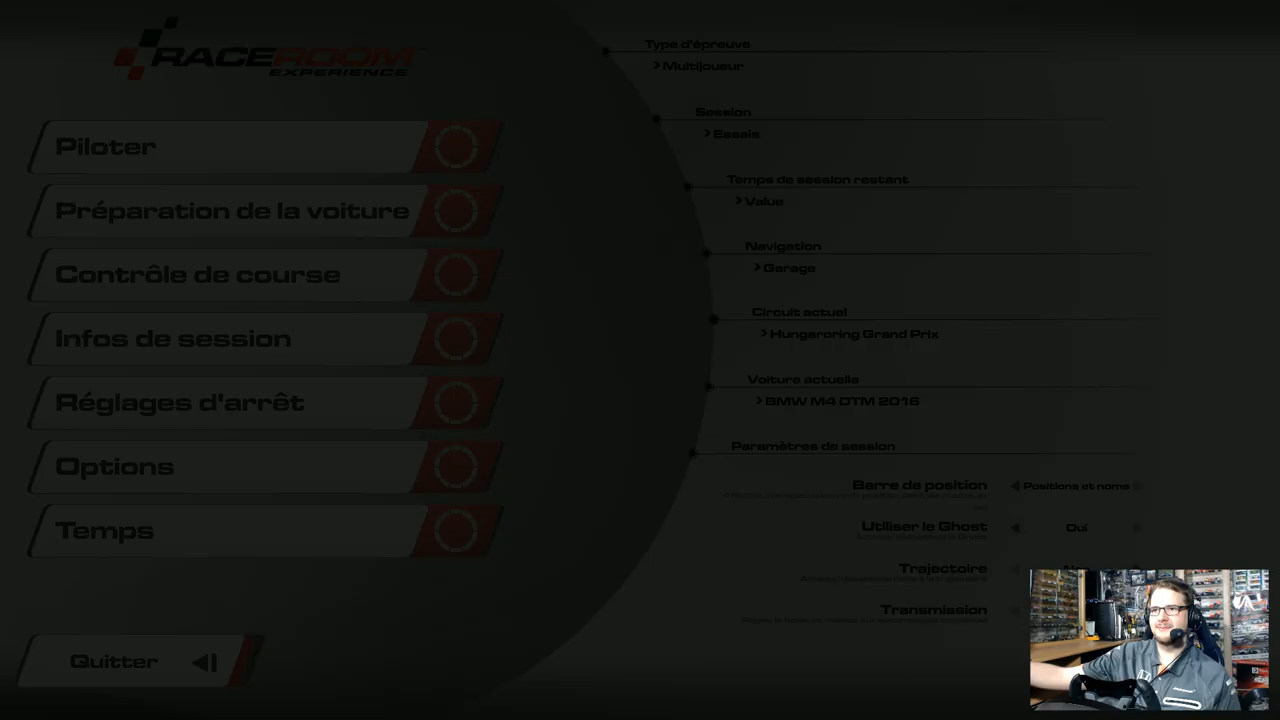 RACEROOM
EXPERIENCE
Piloter
Préparation de la voiture
Contrôle de course
Infos de session
Réglages d'arrêt
Options
Temps
Quitter
Type d'épreuve
Multijoueur
Session
Essais
Temps de session restant
Value
Navigation
Garage
Circuit actuel
Hungaroring Grand Prix
Voiture actuelle
BMW M4 DTM 2016
Paramètres de session
Barre de position
Positions et noms
Utiliser le Ghost
Oui
Trajectoire
Transmission